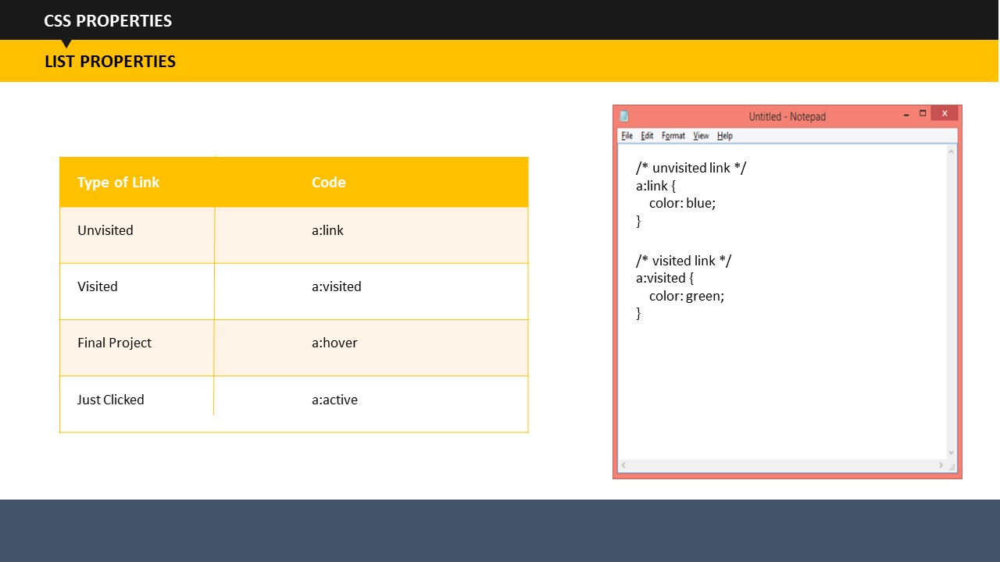 CSS PROPERTIES
LIST PROPERTIES
Type of Link Code
Unvisited a:link
Visited a:visited
Final Project a:hover
Just Clicked a:active
Untitled - Notepad
File Edit Format View Help
/* unvisited link */
a:link {
    color: blue;
}
/* visited link */
a:visited {
    color: green;
}